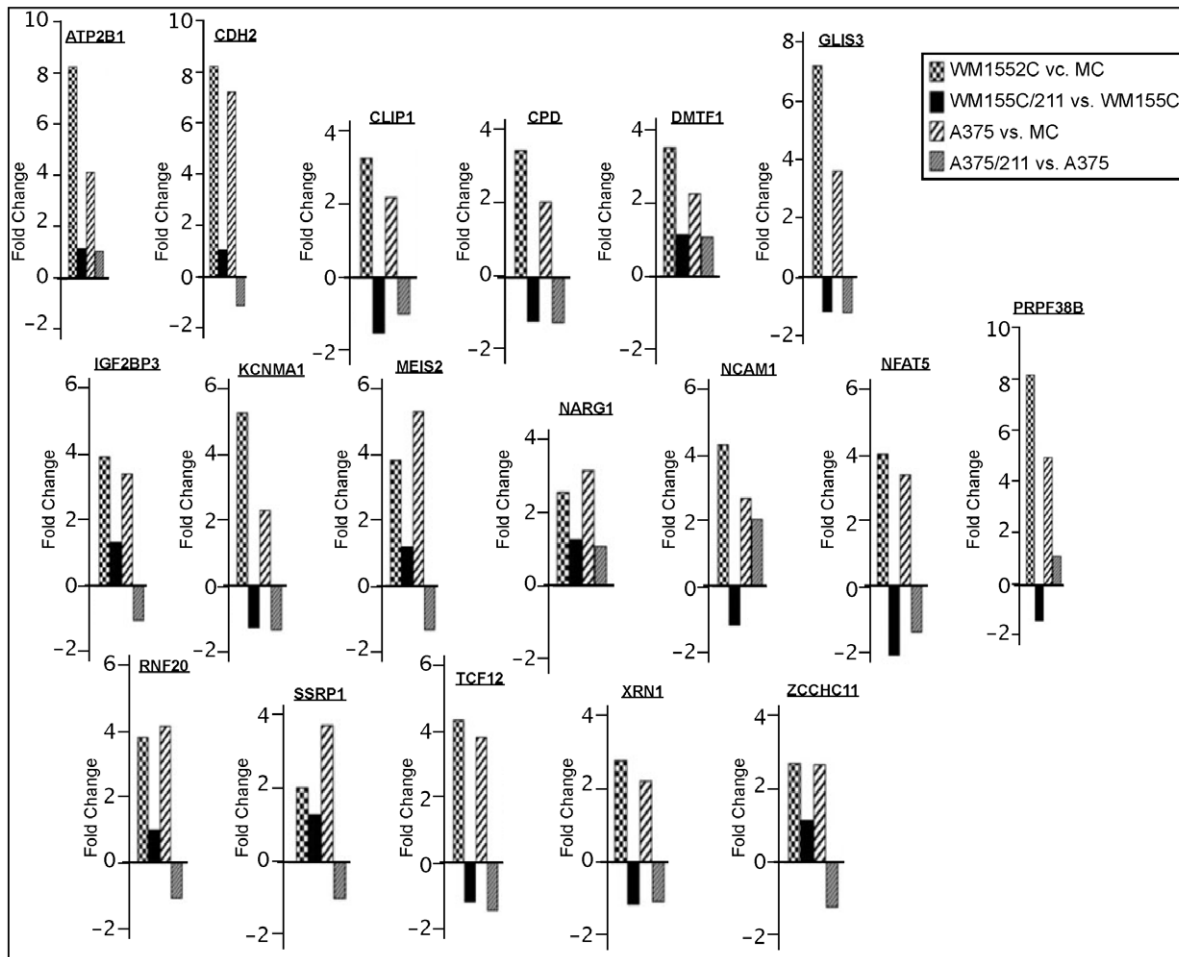 ATP2B1
10
8
6
4
2
0
−2
Fold Change
CDH2
10
8
6
4
2
0
−2
Fold Change
CLIP1
4
2
0
−2
Fold Change
CPD
4
2
0
−2
Fold Change
DMTF1
4
2
0
−2
Fold Change
GLIS3
8
6
4
2
0
−2
Fold Change
WM1552C vc. MC
WM155C/211 vs. WM155C
A375 vs. MC
A375/211 vs. A375
IGF2BP3
6
4
2
0
−2
Fold Change
KCNMA1
6
4
2
0
−2
Fold Change
MEIS2
6
4
2
0
−2
Fold Change
NARG1
4
2
0
−2
Fold Change
NCAM1
6
4
2
0
−2
Fold Change
NFAT5
6
4
2
0
−2
Fold Change
PRPF38B
10
8
6
4
2
0
−2
Fold Change
RNF20
6
4
2
0
−2
Fold Change
SSRP1
4
2
0
−2
Fold Change
TCF12
6
4
2
0
−2
Fold Change
XRN1
4
2
0
−2
Fold Change
ZCCHC11
4
2
0
−2
Fold Change